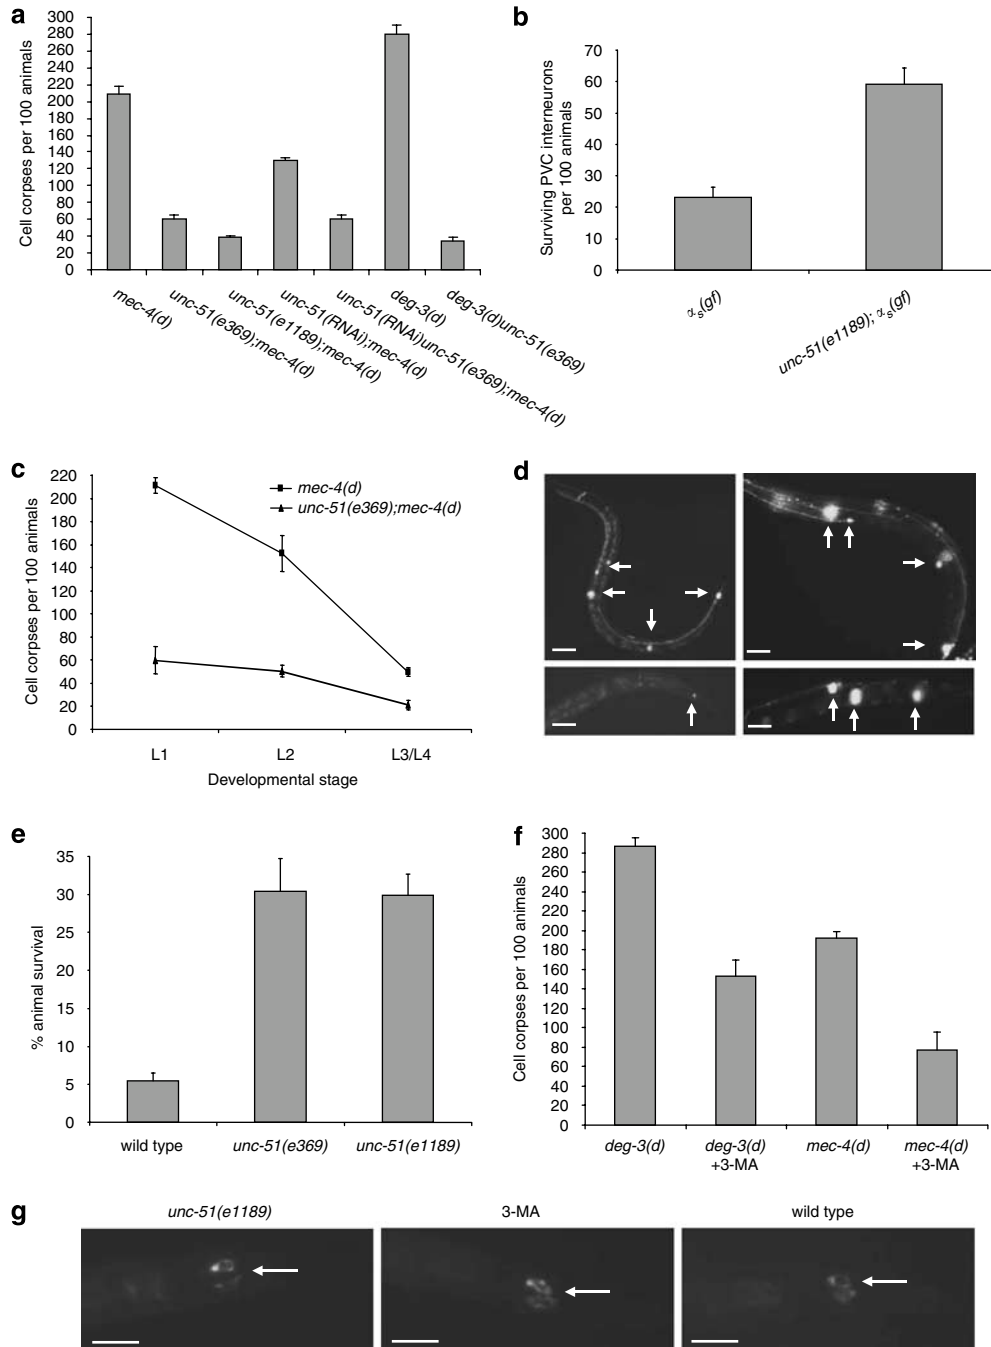 a
300
280
260
240
220
200
180
160
140
120
100
80
60
40
20
0
Cell corpses per 100 animals
mec-4(d)
unc-51(e369);mec-4(d)
unc-51(e1189);mec-4(d)
unc-51(RNAi);mec-4(d)
unc-51(RNAi)unc-51(e369);mec-4(d)
deg-3(d)
deg-3(d)unc-51(e369)
b
70
60
50
40
30
20
10
0
Surviving PVC interneurons
per 100 animals
αs(gf)
unc-51(e1189); αs(gf)
c
220
200
180
160
140
120
100
80
60
40
20
0
Cell corpses per 100 animals
mec-4(d)
unc-51(e369);mec-4(d)
L1 L2 L3/L4
Developmental stage
d
e
35
30
25
20
15
10
5
0
% animal survival
wild type unc-51(e369) unc-51(e1189)
f
300
280
260
240
220
200
180
160
140
120
100
80
60
40
20
0
Cell corpses per 100 animals
deg-3(d) deg-3(d) mec-4(d) mec-4(d)
+3-MA +3-MA
g
unc-51(e1189) 3-MA wild type